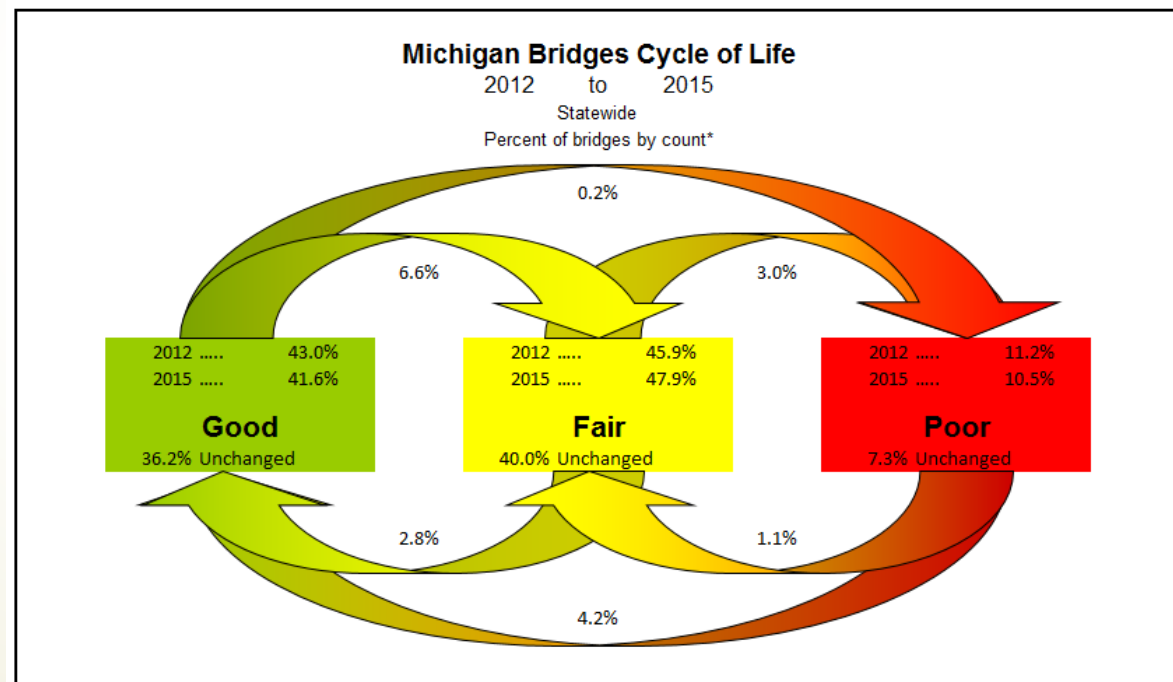 Michigan Bridges Cycle of Life
2012 to 2015
Statewide
Percent of bridges by count*
0.2%
6.6%
3.0%
2012 ..... 43.0%
2015 ..... 41.6%
Good
36.2% Unchanged
2012 ..... 45.9%
2015 ..... 47.9%
Fair
40.0% Unchanged
2012 ..... 11.2%
2015 ..... 10.5%
Poor
7.3% Unchanged
2.8%
1.1%
4.2%